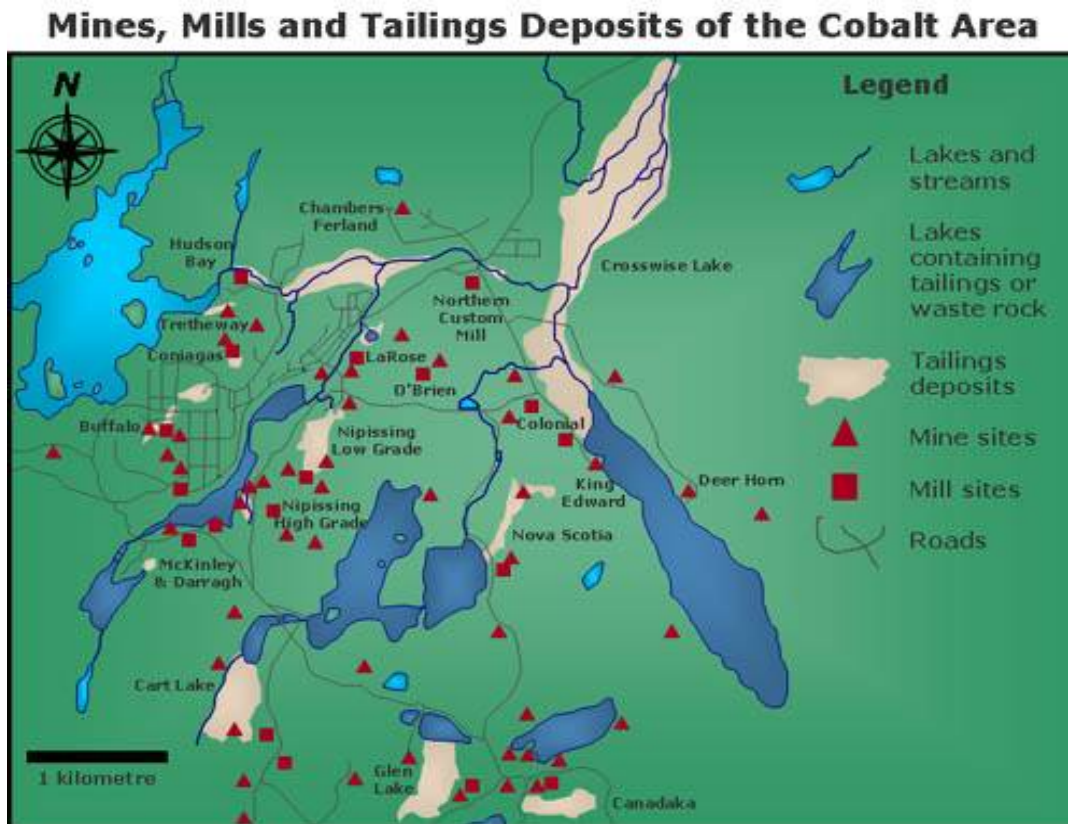 Mines, Mills and Tailings Deposits of the Cobalt Area
N
Legend
Lakes and
streams
Lakes
containing
tailings or
waste rock
Tailings
deposits
Mine sites
Mill sites
Roads
Chambers-
Ferland
Hudson
Bay
Crosswise Lake
Northern
Custom
Mill
Tretheway
Coniagas
LaRose
O'Brien
Buffalo
Colonial
Nipissing
Low Grade
King
Edward
Deer Horn
Nipissing
High Grade
Nova Scotia
McKinley
& Darragh
Cart Lake
1 kilometre
Glen
Lake
Canadaka